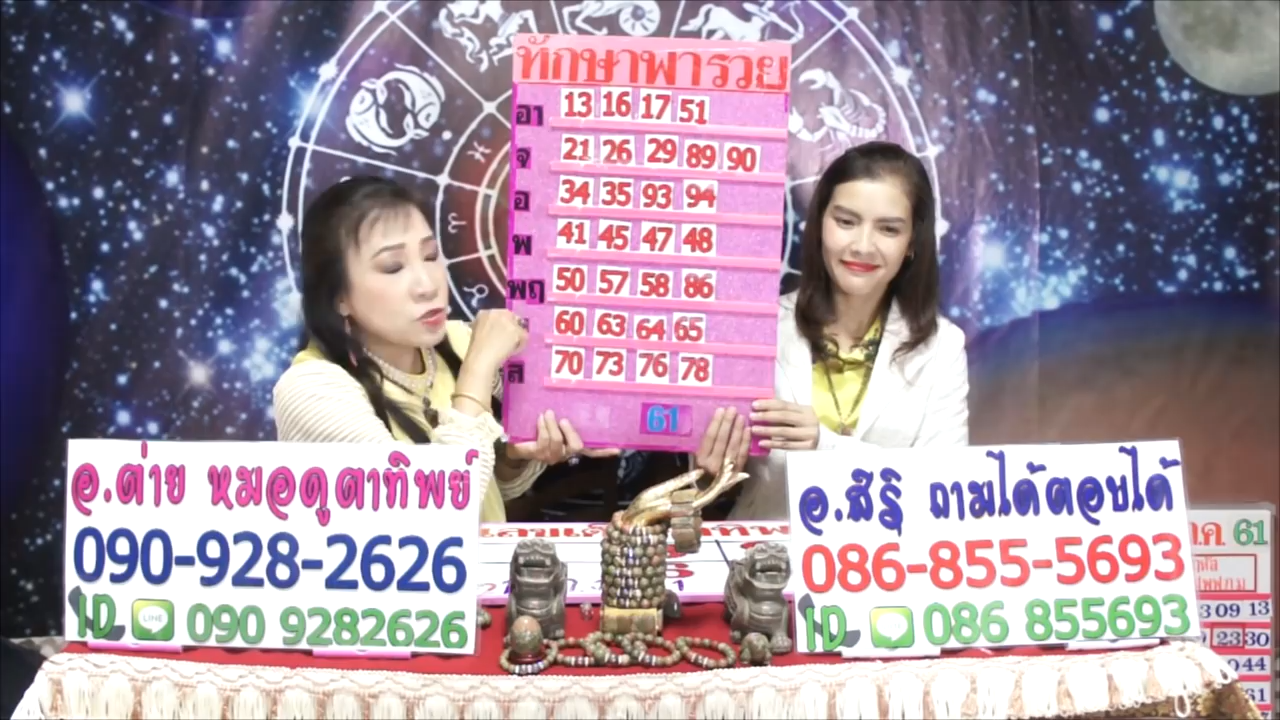 ทักษาพารวย
อา 13 16 17 51
จ 21 26 29 89 90
อ 34 35 93 94
พ 41 45 47 48
พฤ 50 57 58 86
60 63 64 65
ส 70 73 76 78
61
อ.ต่าย หมอดูตาทิพย์
090-928-2626
ID LINE 090 9282626
อ.สิริ ถามได้ตอบได้
086-855-5693
ID 086 855693
ค. 61
09 13
23 30
44
61